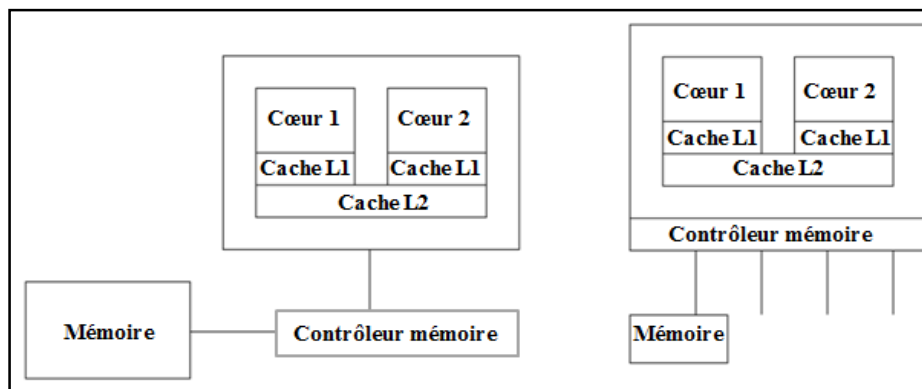 Cœur 1
Cœur 2
Cache L1
Cache L1
Cache L2
Mémoire
Contrôleur mémoire
Cœur 1
Cœur 2
Cache L1
Cache L1
Cache L2
Contrôleur mémoire
Mémoire